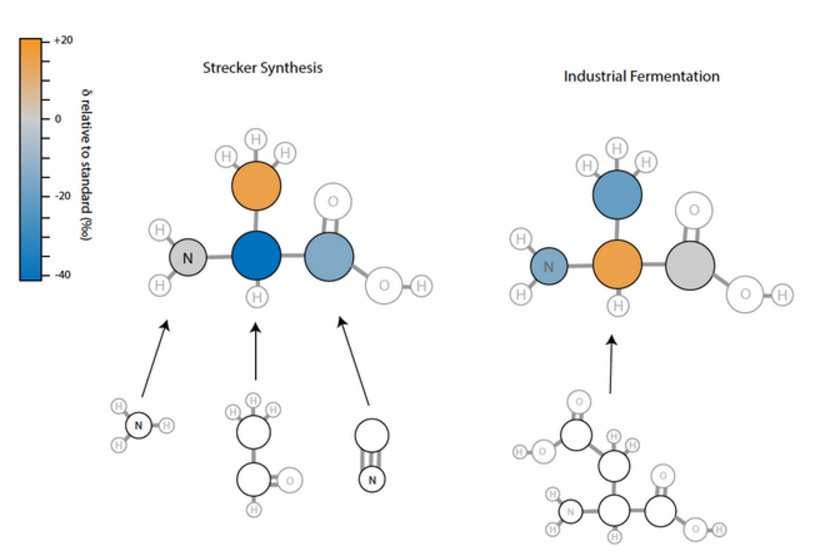 Strecker Synthesis
Industrial Fermentation
+20
0
-20
-40
δ relative to standard (‰)
H
H H
O
H
N
H
H
O H
H
H H
O
H
N
H
H
O H
H
N H
H
H
H H
O
H
N
O
H
H
H O
O
H
N
H
H
O H